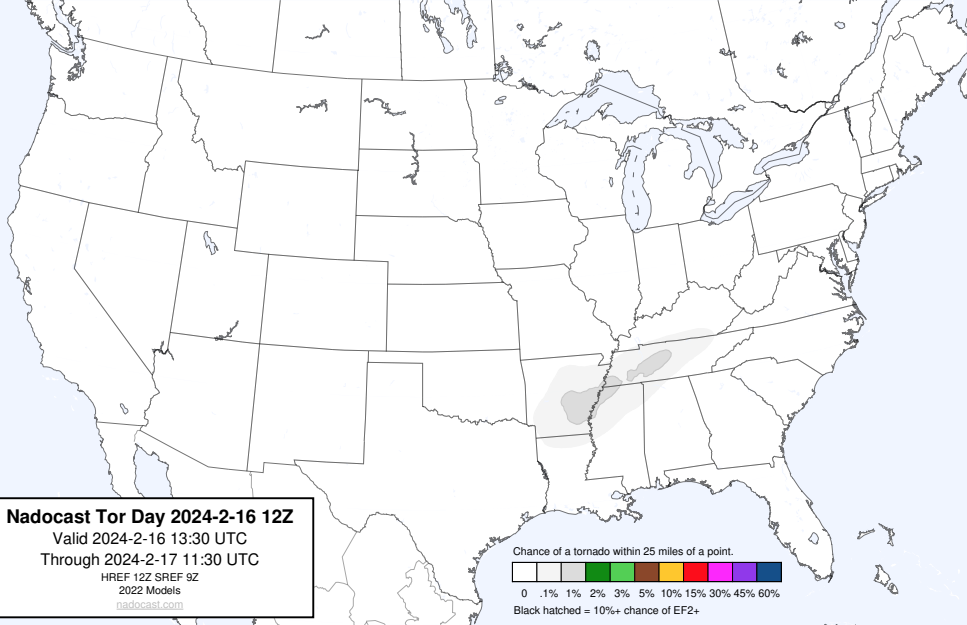 Nadocast Tor Day 2024-2-16 12Z
Valid 2024-2-16 13:30 UTC
Through 2024-2-17 11:30 UTC
HREF 12Z SREF 9Z
2022 Models
nadocast.com
Chance of a tornado within 25 miles of a point.
0 .1% 1% 2% 3% 5% 10% 15% 30% 45% 60%
Black hatched = 10%+ chance of EF2+